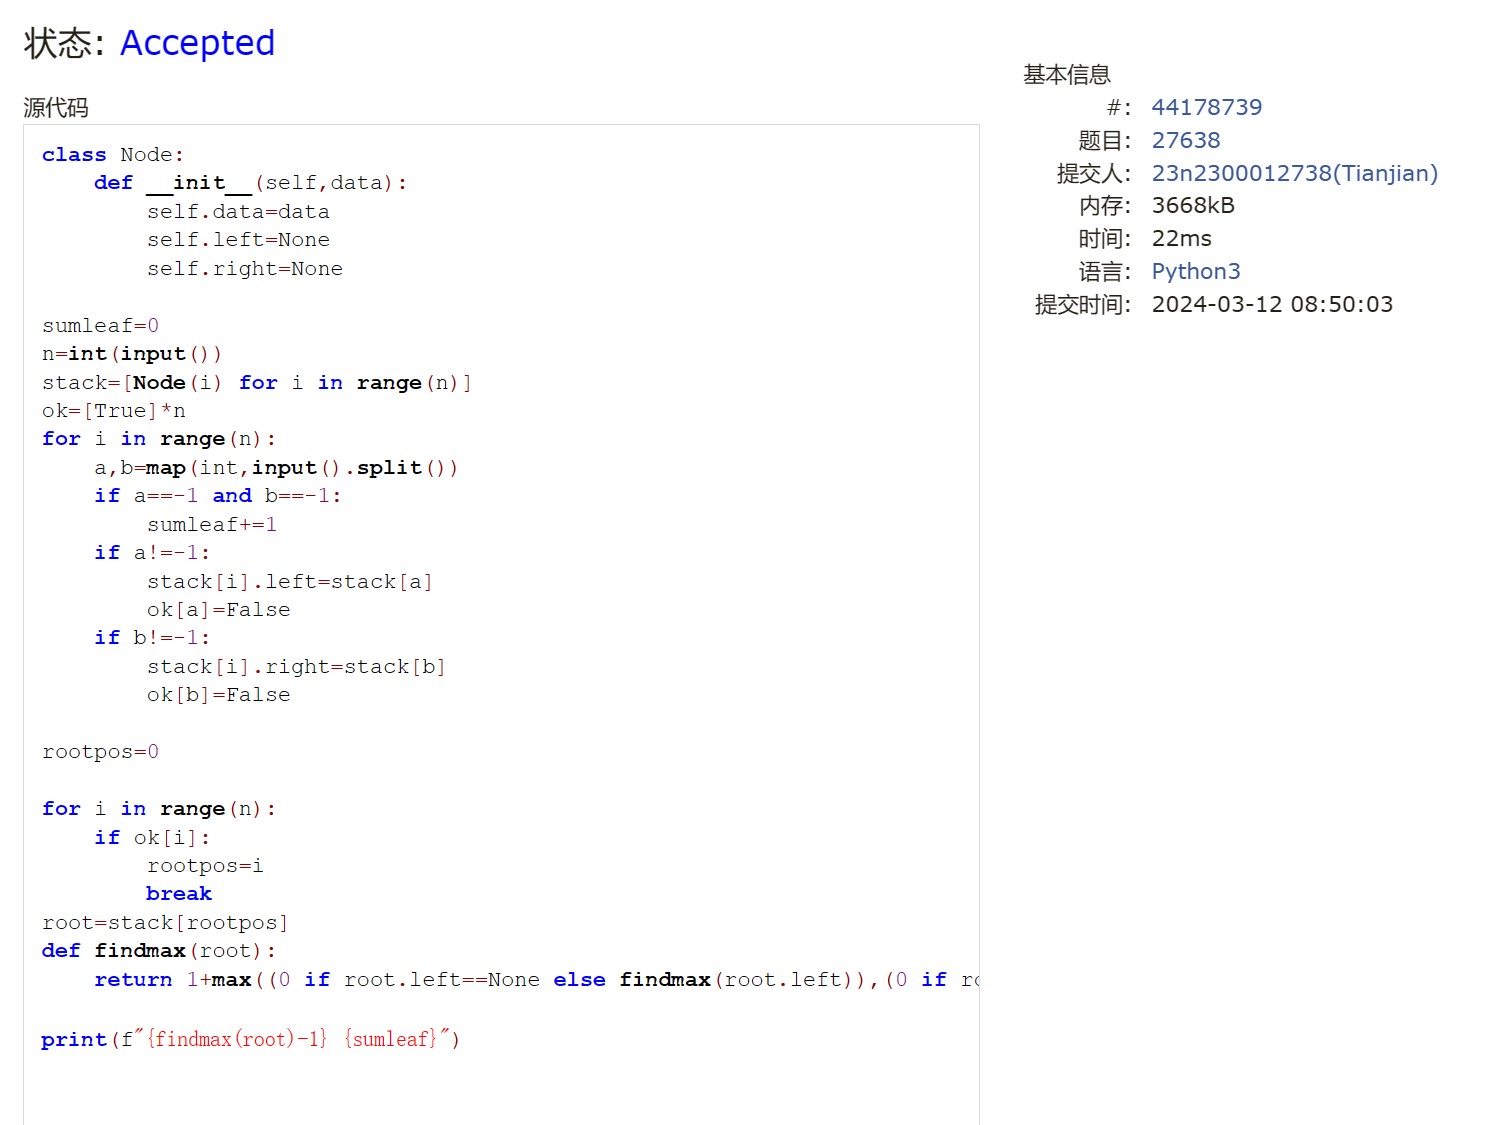 状态: Accepted
源代码
class Node:
    def __init__(self,data):
        self.data=data
        self.left=None
        self.right=None

sumleaf=0
n=int(input())
stack=[Node(i) for i in range(n)]
ok=[True]*n
for i in range(n):
    a,b=map(int,input().split())
    if a==-1 and b==-1:
        sumleaf+=1
    if a!=-1:
        stack[i].left=stack[a]
        ok[a]=False
    if b!=-1:
        stack[i].right=stack[b]
        ok[b]=False

rootpos=0

for i in range(n):
    if ok[i]:
        rootpos=i
        break
root=stack[rootpos]
def findmax(root):
    return 1+max((0 if root.left==None else findmax(root.left)),(0 if

print(f"{findmax(root)-1} {sumleaf}")
基本信息
#: 44178739
题目: 27638
提交人: 23n2300012738(Tianjian)
内存: 3668kB
时间: 22ms
语言: Python3
提交时间: 2024-03-12 08:50:03